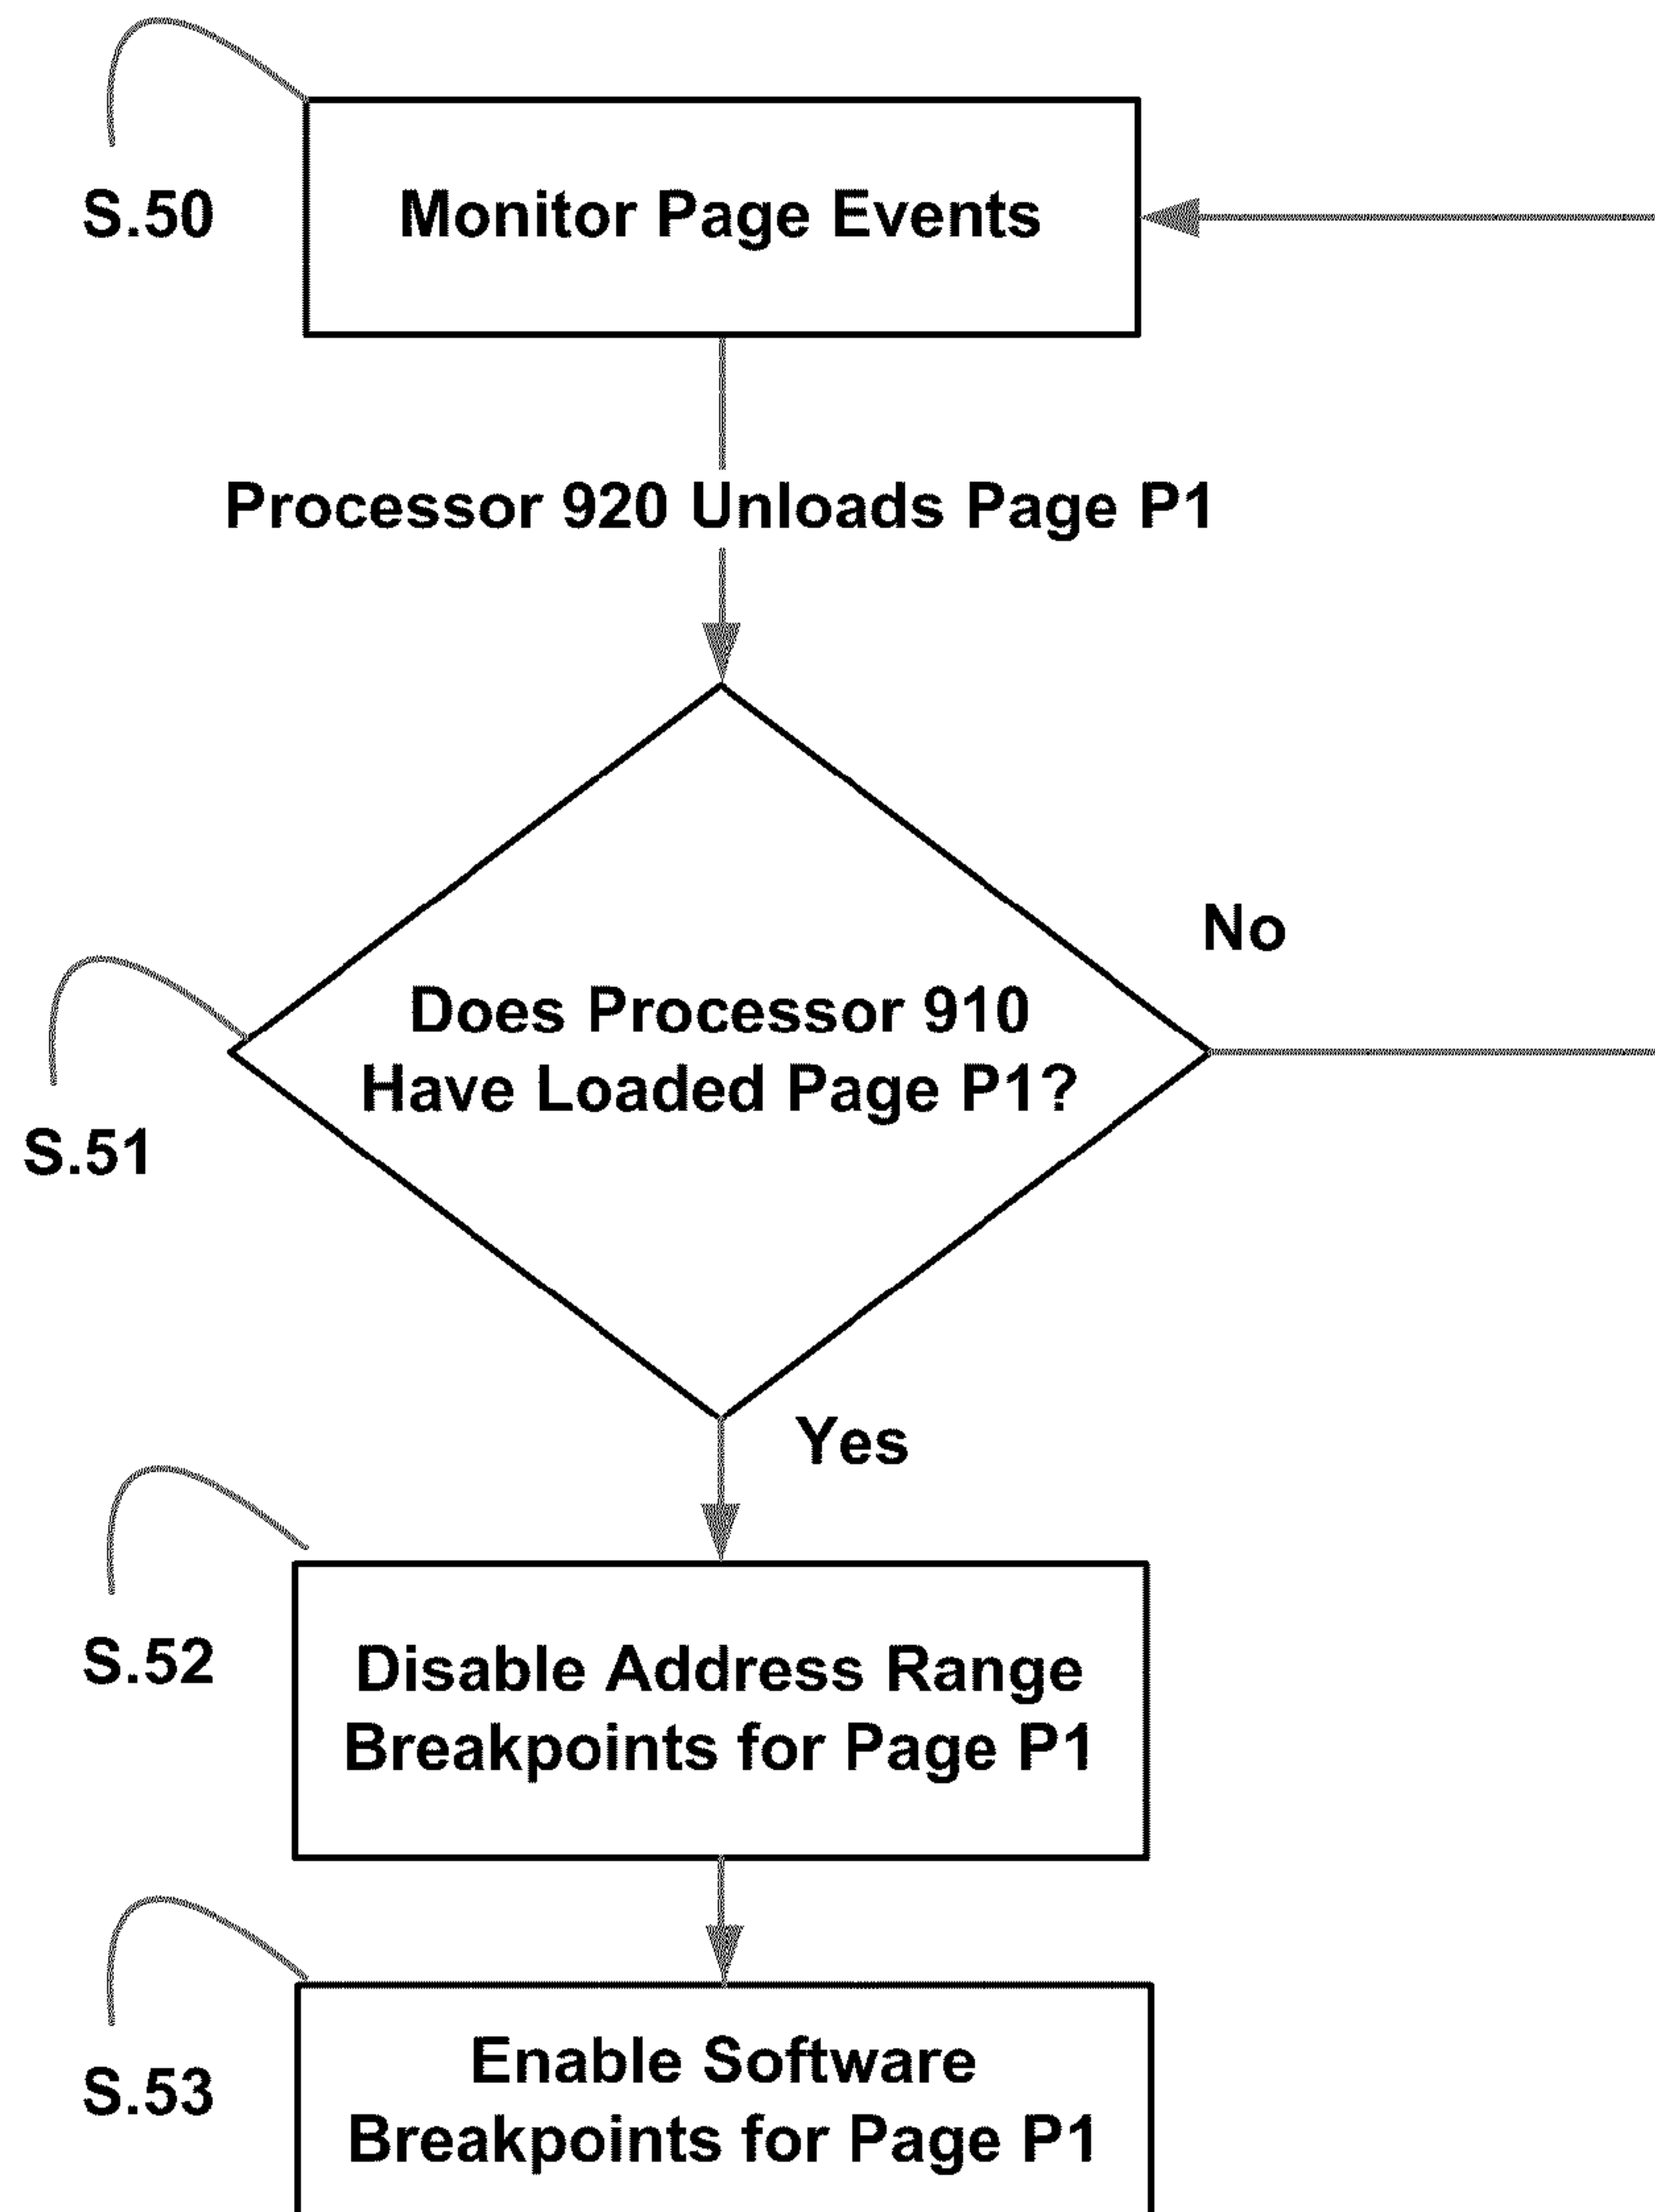 S.50
Monitor Page Events
Processor 920 Unloads Page P1
No
Does Processor 910
Have Loaded Page P1?
S.51
Yes
S.52
Disable Address Range
Breakpoints for Page P1
S.53
Enable Software
Breakpoints for Page P1